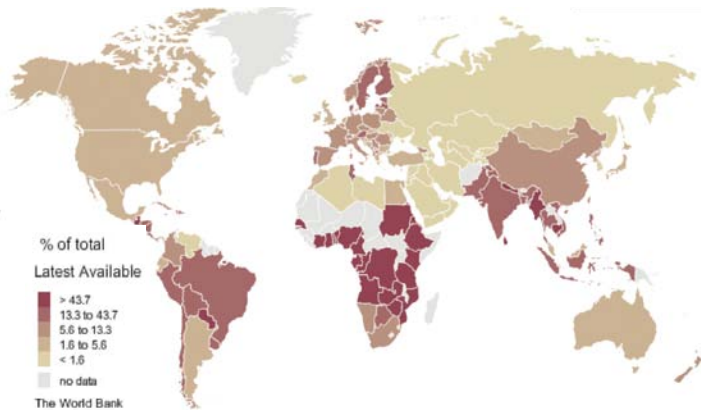 % of total
Latest Available
> 43.7
13.3 to 43.7
5.6 to 13.3
1.6 to 5.6
< 1.6
no data
The World Bank